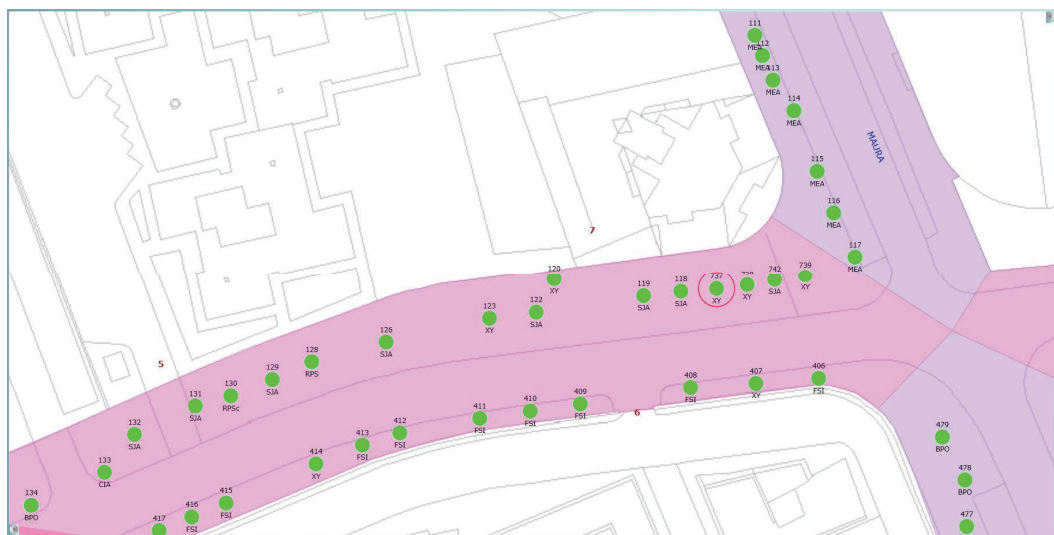 111
MEA
112
MEA
113
MEA
114
MEA
MAURA
115
MEA
116
MEA
117
MEA
7
120
XY
119
SJA
118
SJA
737
XY
XY
742
SJA
739
XY
123
XY
122
SJA
126
SJA
128
RPS
129
SJA
130
RPSc
131
SJA
5
132
SJA
133
CIA
134
BPO
406
FSI
407
XY
408
FSI
6
409
FSI
410
FSI
411
FSI
412
FSI
413
FSI
414
XY
415
FSI
416
FSI
417
479
BPO
478
BPO
477